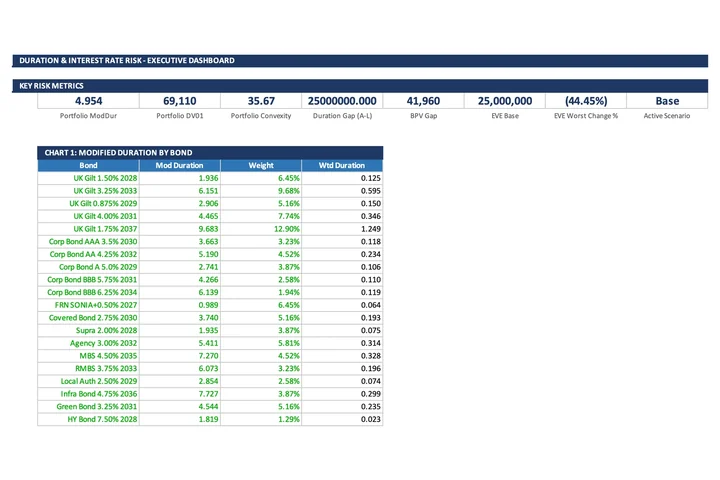 DURATION & INTEREST RATE RISK - EXECUTIVE DASHBOARD
KEY RISK METRICS
4.954 69,110 35.67 25000000.000 41,960 25,000,000 (44.45%) Base
Portfolio ModDur Portfolio DV01 Portfolio Convexity Duration Gap (A-L) BPV Gap EVE Base EVE Worst Change % Active Scenario
CHART 1: MODIFIED DURATION BY BOND
Bond Mod Duration Weight Wtd Duration
UK Gilt 1.50% 2028 1.936 6.45% 0.125
UK Gilt 3.25% 2033 6.151 9.68% 0.595
UK Gilt 0.875% 2029 2.906 5.16% 0.150
UK Gilt 4.00% 2031 4.465 7.74% 0.346
UK Gilt 1.75% 2037 9.683 12.90% 1.249
Corp Bond AAA 3.5% 2030 3.663 3.23% 0.118
Corp Bond AA 4.25% 2032 5.190 4.52% 0.234
Corp Bond A 5.0% 2029 2.741 3.87% 0.106
Corp Bond BBB 5.75% 2031 4.266 2.58% 0.110
Corp Bond BBB 6.25% 2034 6.139 1.94% 0.119
FRN SONIA+0.50% 2027 0.989 6.45% 0.064
Covered Bond 2.75% 2030 3.740 5.16% 0.193
Supra 2.00% 2028 1.935 3.87% 0.075
Agency 3.00% 2032 5.411 5.81% 0.314
MBS 4.50% 2035 7.270 4.52% 0.328
RMBS 3.75% 2033 6.073 3.23% 0.196
Local Auth 2.50% 2029 2.854 2.58% 0.074
Infra Bond 4.75% 2036 7.727 3.87% 0.299
Green Bond 3.25% 2031 4.544 5.16% 0.235
HY Bond 7.50% 2028 1.819 1.29% 0.023